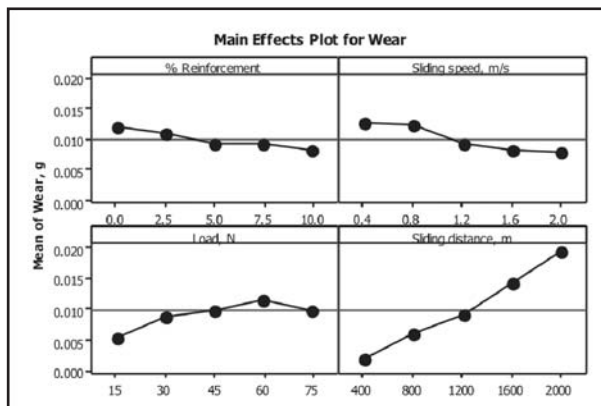 Main Effects Plot for Wear
% Reinforcement
Sliding speed, m/s
0.020
0.015
0.010
0.005
0.000
0.0 2.5 5.0 7.5 10.0
0.4 0.8 1.2 1.6 2.0
Mean of Wear, g
Load, N
Sliding distance, m
0.020
0.015
0.010
0.005
0.000
15 30 45 60 75
400 800 1200 1600 2000